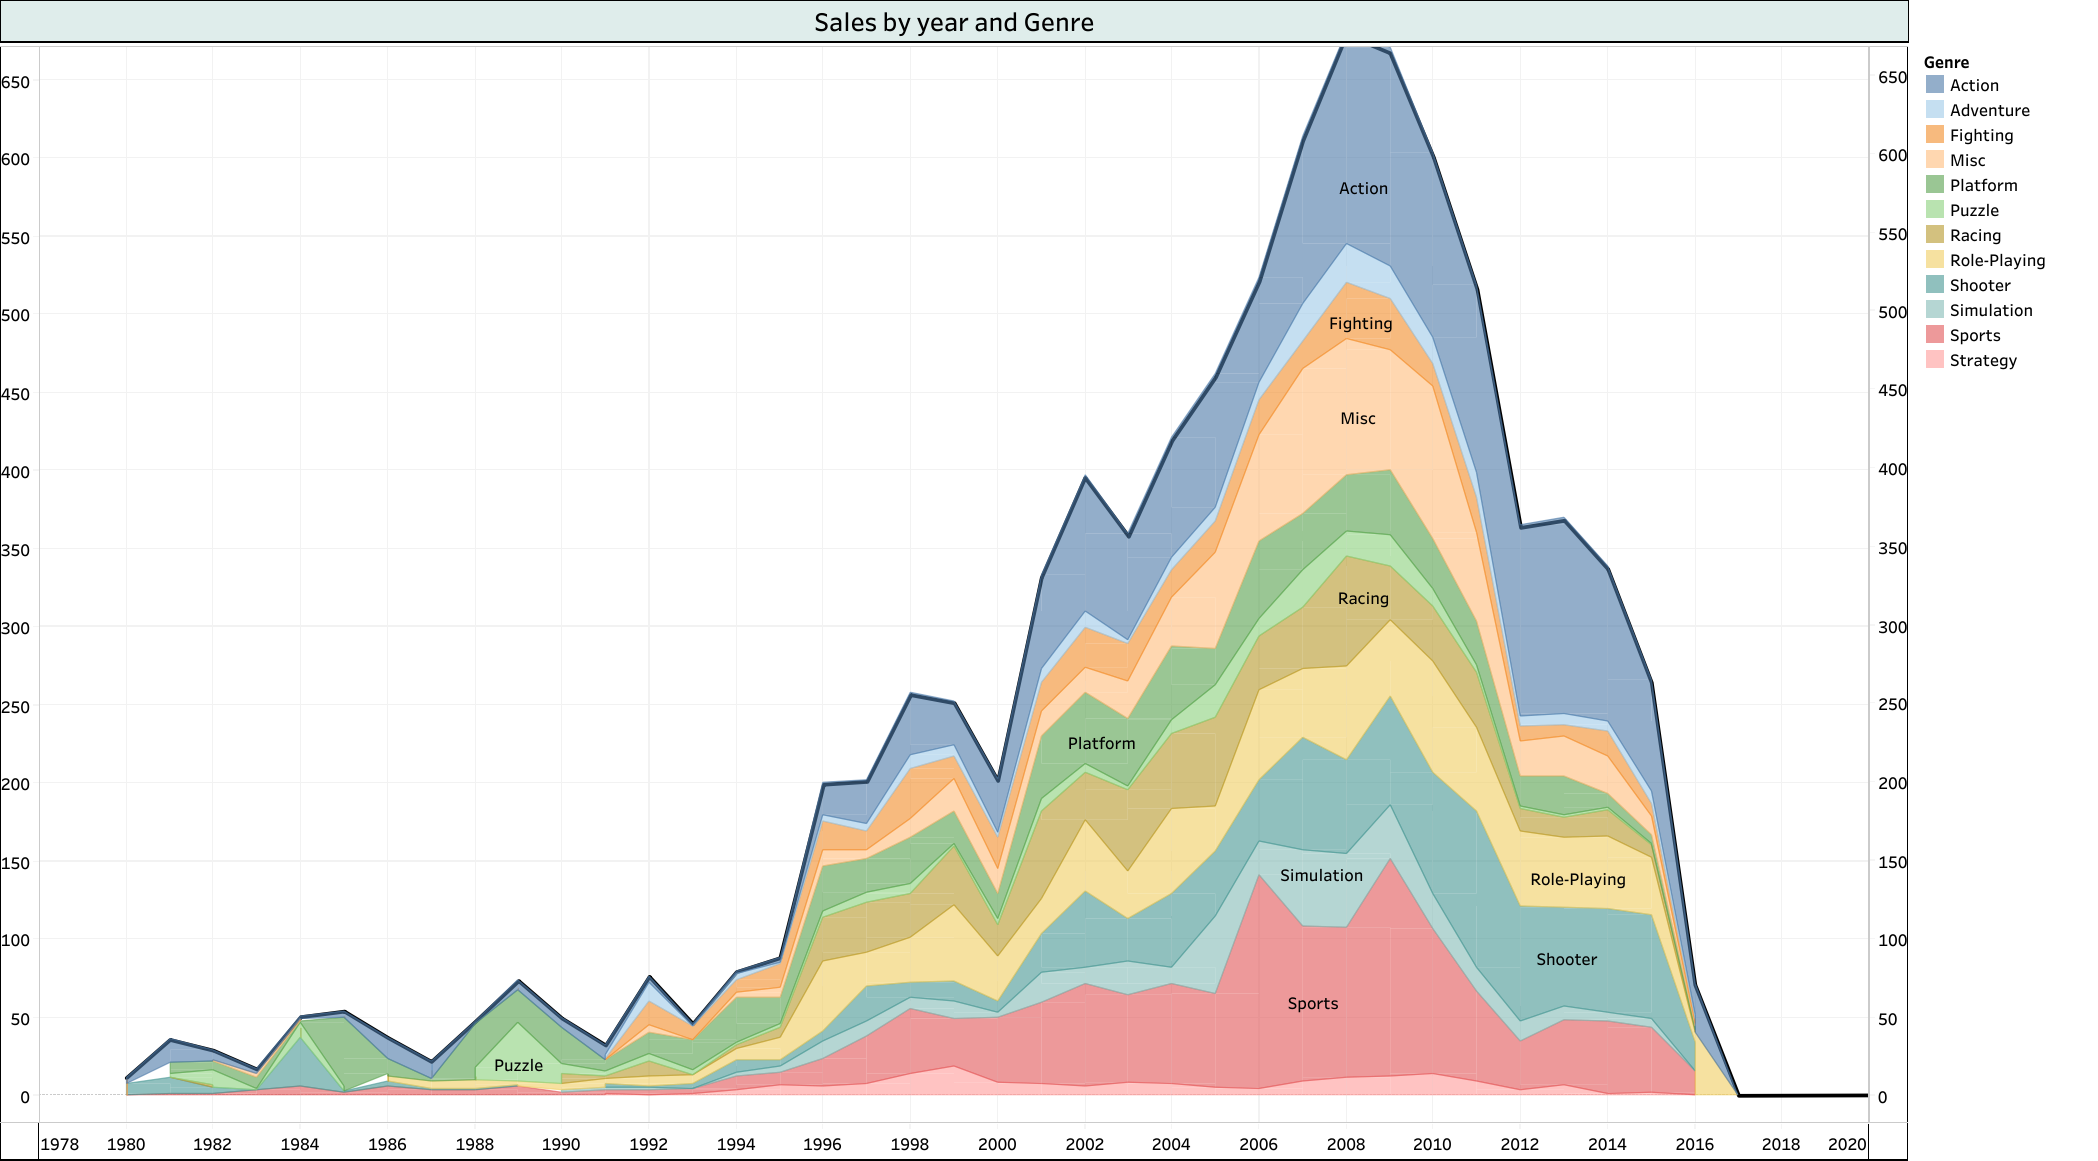 Sales by year and Genre
Genre
Action
Adventure
Fighting
Misc
Platform
Puzzle
Racing
Role-Playing
Shooter
Simulation
Sports
Strategy
650 650
600 600
Action
550 550
500 500
Fighting
450 450
Misc
400 400
350 350
Racing
300 300
250 250
Platform
200 200
150 150
Simulation
Role-Playing
100 100
Shooter
Sports
50 50
Puzzle
0 0
1978 1980 1982 1984 1986 1988 1990 1992 1994 1996 1998 2000 2002 2004 2006 2008 2010 2012 2014 2016 2018 2020